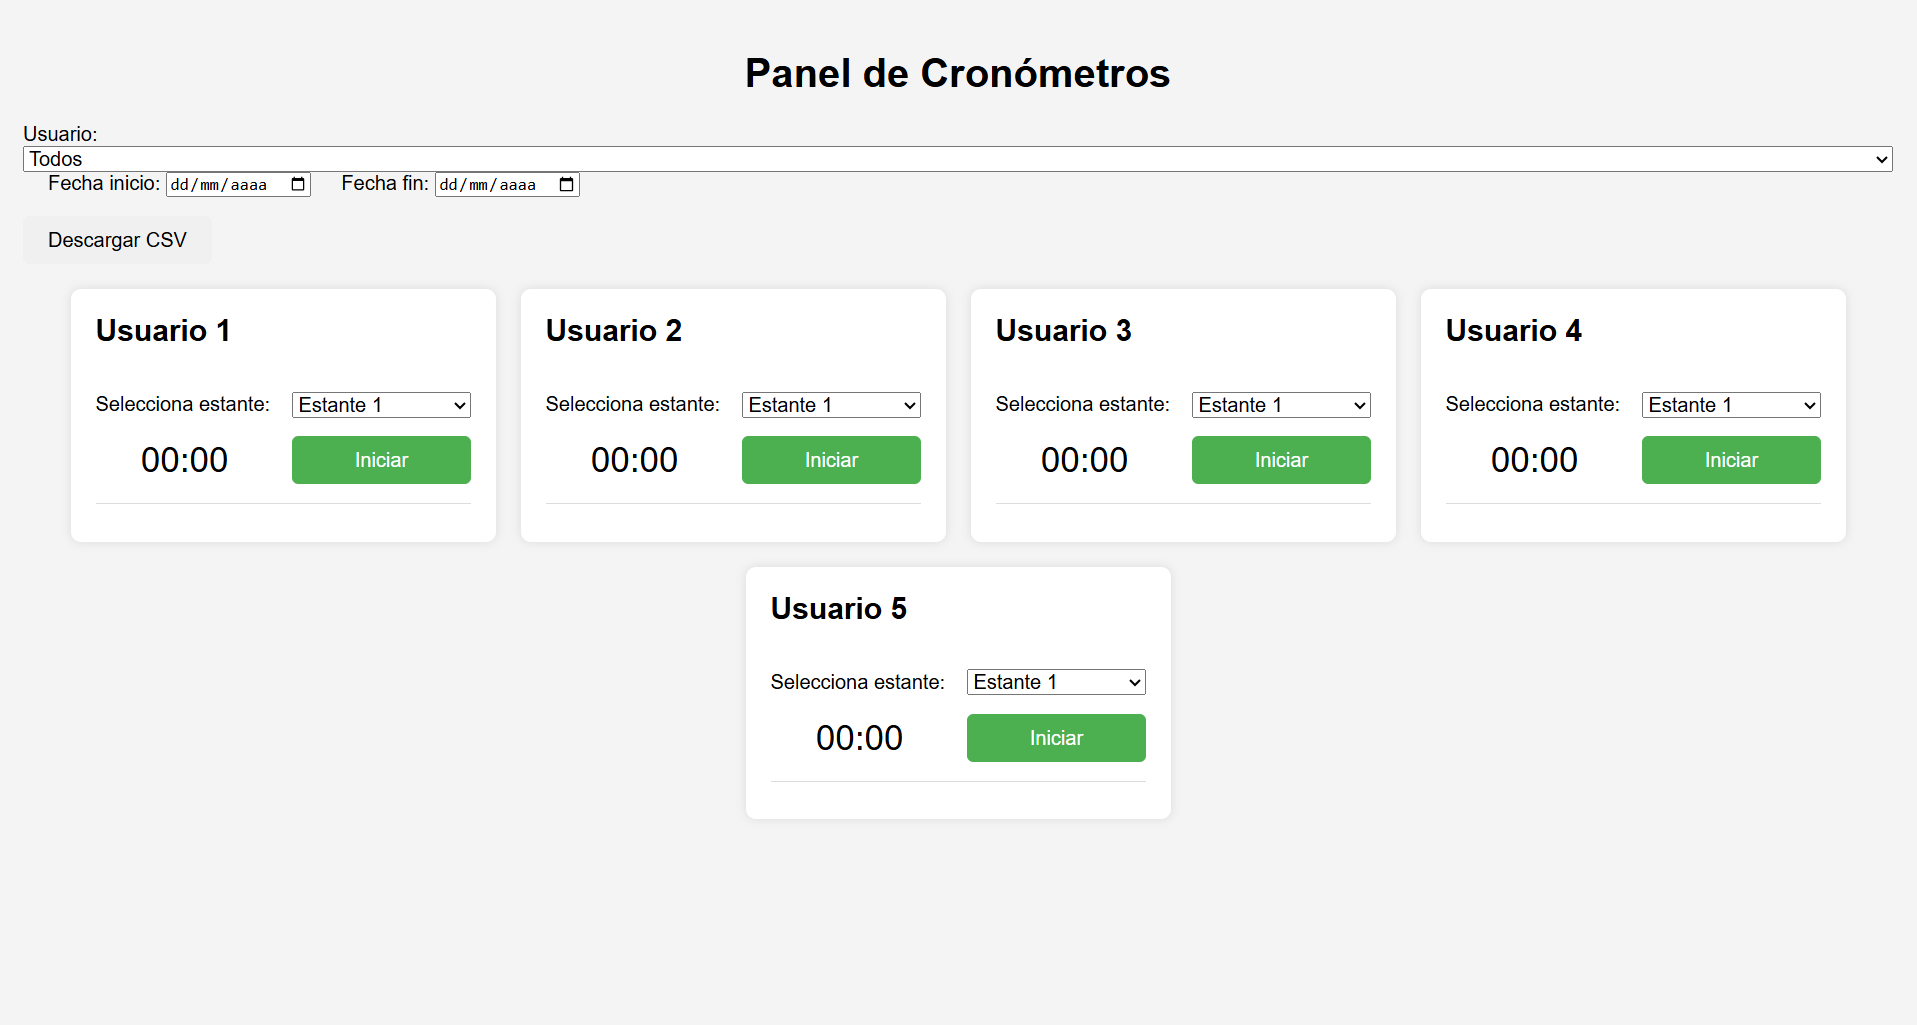 Panel de Cronómetros
Usuario:
Todos
Fecha inicio: dd/mm/aaaa Fecha fin: dd/mm/aaaa
Descargar CSV
Usuario 1
Selecciona estante: Estante 1
00:00 Iniciar
Usuario 2
Selecciona estante: Estante 1
00:00 Iniciar
Usuario 3
Selecciona estante: Estante 1
00:00 Iniciar
Usuario 4
Selecciona estante: Estante 1
00:00 Iniciar
Usuario 5
Selecciona estante: Estante 1
00:00 Iniciar